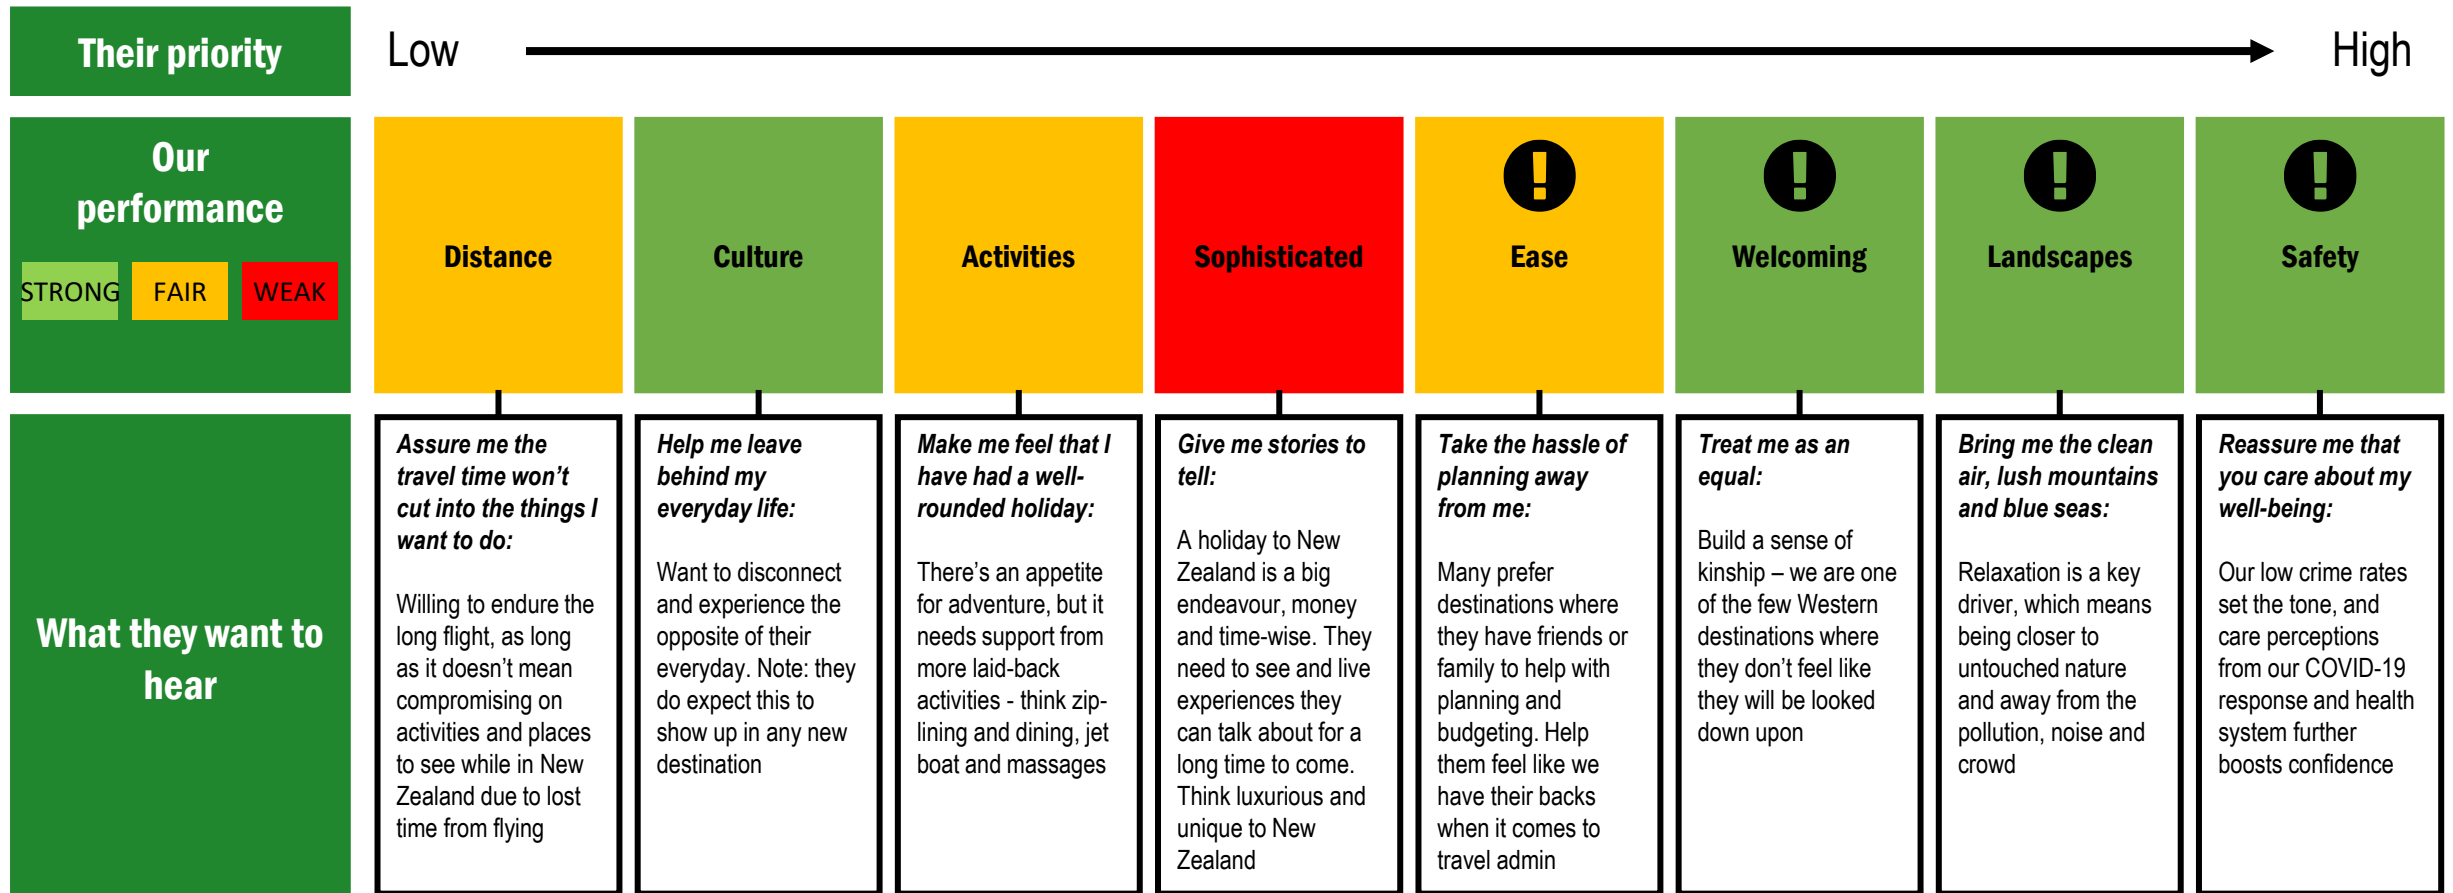 Their priority
Low
High
Our
performance
STRONG
FAIR
WEAK
Distance
Culture
Activities
Sophisticated
Ease
Welcoming
Landscapes
Safety
What they want to
hear
Assure me the
travel time won’t
cut into the things I
want to do:
Willing to endure the
long flight, as long
as it doesn’t mean
compromising on
activities and places
to see while in New
Zealand due to lost
time from flying
Help me leave
behind my
everyday life:
Want to disconnect
and experience the
opposite of their
everyday. Note: they
do expect this to
show up in any new
destination
Make me feel that I
have had a well-
rounded holiday:
There’s an appetite
for adventure, but it
needs support from
more laid-back
activities - think zip-
lining and dining, jet
boat and massages
Give me stories to
tell:
A holiday to New
Zealand is a big
endeavour, money
and time-wise. They
need to see and live
experiences they
can talk about for a
long time to come.
Think luxurious and
unique to New
Zealand
Take the hassle of
planning away
from me:
Many prefer
destinations where
they have friends or
family to help with
planning and
budgeting. Help
them feel like we
have their backs
when it comes to
travel admin
Treat me as an
equal:
Build a sense of
kinship – we are one
of the few Western
destinations where
they don’t feel like
they will be looked
down upon
Bring me the clean
air, lush mountains
and blue seas:
Relaxation is a key
driver, which means
being closer to
untouched nature
and away from the
pollution, noise and
crowd
Reassure me that
you care about my
well-being:
Our low crime rates
set the tone, and
care perceptions
from our COVID-19
response and health
system further
boosts confidence